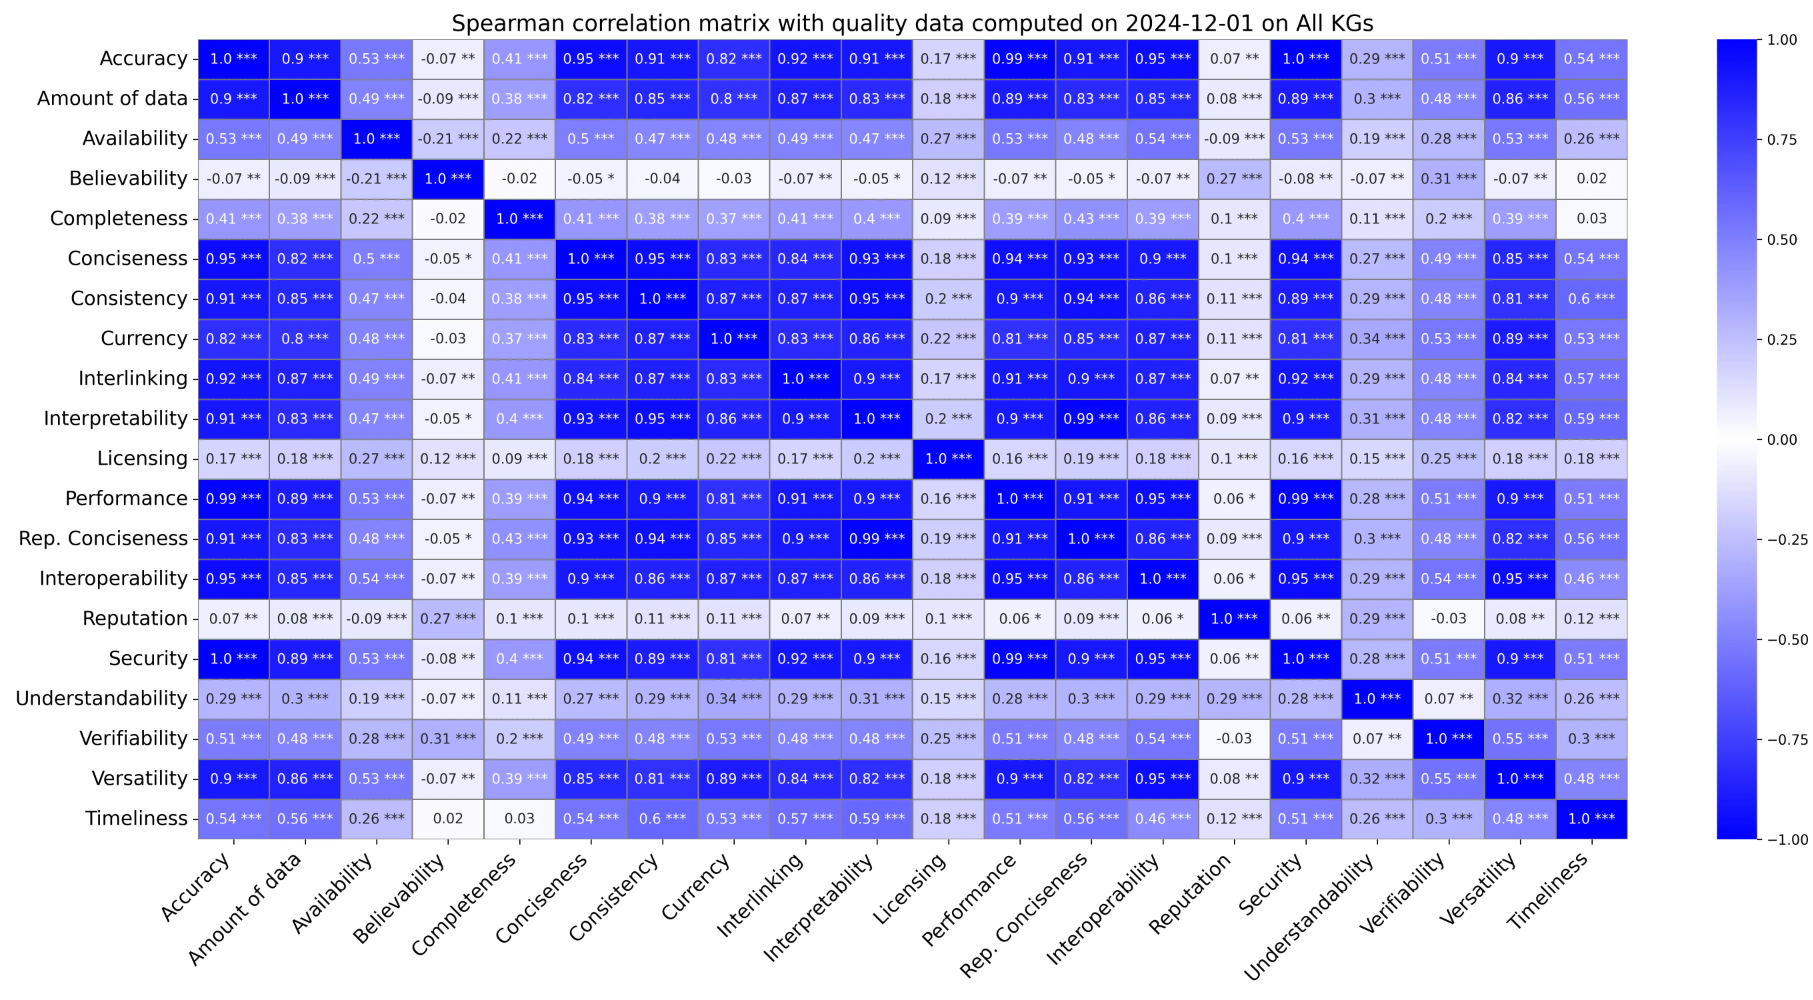 Spearman correlation matrix with quality data computed on 2024-12-01 on All KGs
Accuracy 1.0 *** 0.9 *** 0.53 *** -0.07 ** 0.41 *** 0.95 *** 0.91 *** 0.82 *** 0.92 *** 0.91 *** 0.17 *** 0.99 *** 0.91 *** 0.95 *** 0.07 ** 1.0 *** 0.29 *** 0.51 *** 0.9 *** 0.54 ***
Amount of data 0.9 *** 1.0 *** 0.49 *** -0.09 *** 0.38 *** 0.82 *** 0.85 *** 0.8 *** 0.87 *** 0.83 *** 0.18 *** 0.89 *** 0.83 *** 0.85 *** 0.08 *** 0.89 *** 0.3 *** 0.48 *** 0.86 *** 0.56 ***
Availability 0.53 *** 0.49 *** 1.0 *** -0.21 *** 0.22 *** 0.5 *** 0.47 *** 0.48 *** 0.49 *** 0.47 *** 0.27 *** 0.53 *** 0.48 *** 0.54 *** -0.09 *** 0.53 *** 0.19 *** 0.28 *** 0.53 *** 0.26 ***
Believability -0.07 ** -0.09 *** -0.21 *** 1.0 *** -0.02 -0.05 * -0.04 -0.03 -0.07 ** -0.05 * 0.12 *** -0.07 ** -0.05 * -0.07 ** 0.27 *** -0.08 ** -0.07 ** 0.31 *** -0.07 ** 0.02
Completeness 0.41 *** 0.38 *** 0.22 *** -0.02 1.0 *** 0.41 *** 0.38 *** 0.37 *** 0.41 *** 0.4 *** 0.09 *** 0.39 *** 0.43 *** 0.39 *** 0.1 *** 0.4 *** 0.11 *** 0.2 *** 0.39 *** 0.03
Conciseness 0.95 *** 0.82 *** 0.5 *** -0.05 * 0.41 *** 1.0 *** 0.95 *** 0.83 *** 0.84 *** 0.93 *** 0.18 *** 0.94 *** 0.93 *** 0.9 *** 0.1 *** 0.94 *** 0.27 *** 0.49 *** 0.85 *** 0.54 ***
Consistency 0.91 *** 0.85 *** 0.47 *** -0.04 0.38 *** 0.95 *** 1.0 *** 0.87 *** 0.87 *** 0.95 *** 0.2 *** 0.9 *** 0.94 *** 0.86 *** 0.11 *** 0.89 *** 0.29 *** 0.48 *** 0.81 *** 0.6 ***
Currency 0.82 *** 0.8 *** 0.48 *** -0.03 0.37 *** 0.83 *** 0.87 *** 1.0 *** 0.83 *** 0.86 *** 0.22 *** 0.81 *** 0.85 *** 0.87 *** 0.11 *** 0.81 *** 0.34 *** 0.53 *** 0.89 *** 0.53 ***
Interlinking 0.92 *** 0.87 *** 0.49 *** -0.07 ** 0.41 *** 0.84 *** 0.87 *** 0.83 *** 1.0 *** 0.9 *** 0.17 *** 0.91 *** 0.9 *** 0.87 *** 0.07 ** 0.92 *** 0.29 *** 0.48 *** 0.84 *** 0.57 ***
Interpretability 0.91 *** 0.83 *** 0.47 *** -0.05 * 0.4 *** 0.93 *** 0.95 *** 0.86 *** 0.9 *** 1.0 *** 0.2 *** 0.9 *** 0.99 *** 0.86 *** 0.09 *** 0.9 *** 0.31 *** 0.48 *** 0.82 *** 0.59 ***
Licensing 0.17 *** 0.18 *** 0.27 *** 0.12 *** 0.09 *** 0.18 *** 0.2 *** 0.22 *** 0.17 *** 0.2 *** 1.0 *** 0.16 *** 0.19 *** 0.18 *** 0.1 *** 0.16 *** 0.15 *** 0.25 *** 0.18 *** 0.18 ***
Performance 0.99 *** 0.89 *** 0.53 *** -0.07 ** 0.39 *** 0.94 *** 0.9 *** 0.81 *** 0.91 *** 0.9 *** 0.16 *** 1.0 *** 0.91 *** 0.95 *** 0.06 * 0.99 *** 0.28 *** 0.51 *** 0.9 *** 0.51 ***
Rep. Conciseness 0.91 *** 0.83 *** 0.48 *** -0.05 * 0.43 *** 0.93 *** 0.94 *** 0.85 *** 0.9 *** 0.99 *** 0.19 *** 0.91 *** 1.0 *** 0.86 *** 0.09 *** 0.9 *** 0.3 *** 0.48 *** 0.82 *** 0.56 ***
Interoperability 0.95 *** 0.85 *** 0.54 *** -0.07 ** 0.39 *** 0.9 *** 0.86 *** 0.87 *** 0.87 *** 0.86 *** 0.18 *** 0.95 *** 0.86 *** 1.0 *** 0.06 * 0.95 *** 0.29 *** 0.54 *** 0.95 *** 0.46 ***
Reputation 0.07 ** 0.08 *** -0.09 *** 0.27 *** 0.1 *** 0.1 *** 0.11 *** 0.11 *** 0.07 ** 0.09 *** 0.1 *** 0.06 * 0.09 *** 0.06 * 1.0 *** 0.06 ** 0.29 *** -0.03 0.08 ** 0.12 ***
Security 1.0 *** 0.89 *** 0.53 *** -0.08 ** 0.4 *** 0.94 *** 0.89 *** 0.81 *** 0.92 *** 0.9 *** 0.16 *** 0.99 *** 0.9 *** 0.95 *** 0.06 ** 1.0 *** 0.28 *** 0.51 *** 0.9 *** 0.51 ***
Understandability 0.29 *** 0.3 *** 0.19 *** -0.07 ** 0.11 *** 0.27 *** 0.29 *** 0.34 *** 0.29 *** 0.31 *** 0.15 *** 0.28 *** 0.3 *** 0.29 *** 0.29 *** 0.28 *** 1.0 *** 0.07 ** 0.32 *** 0.26 ***
Verifiability 0.51 *** 0.48 *** 0.28 *** 0.31 *** 0.2 *** 0.49 *** 0.48 *** 0.53 *** 0.48 *** 0.48 *** 0.25 *** 0.51 *** 0.48 *** 0.54 *** -0.03 0.51 *** 0.07 ** 1.0 *** 0.55 *** 0.3 ***
Versatility 0.9 *** 0.86 *** 0.53 *** -0.07 ** 0.39 *** 0.85 *** 0.81 *** 0.89 *** 0.84 *** 0.82 *** 0.18 *** 0.9 *** 0.82 *** 0.95 *** 0.08 ** 0.9 *** 0.32 *** 0.55 *** 1.0 *** 0.48 ***
Timeliness 0.54 *** 0.56 *** 0.26 *** 0.02 0.03 0.54 *** 0.6 *** 0.53 *** 0.57 *** 0.59 *** 0.18 *** 0.51 *** 0.56 *** 0.46 *** 0.12 *** 0.51 *** 0.26 *** 0.3 *** 0.48 *** 1.0 ***
Accuracy
Amount of data
Availability
Believability
Completeness
Conciseness
Consistency
Currency
Interlinking
Interpretability
Licensing
Performance
Rep. Conciseness
Interoperability
Reputation
Security
Understandability
Verifiability
Versatility
Timeliness
1.00
0.75
0.50
0.25
0.00
−0.25
−0.50
−0.75
−1.00